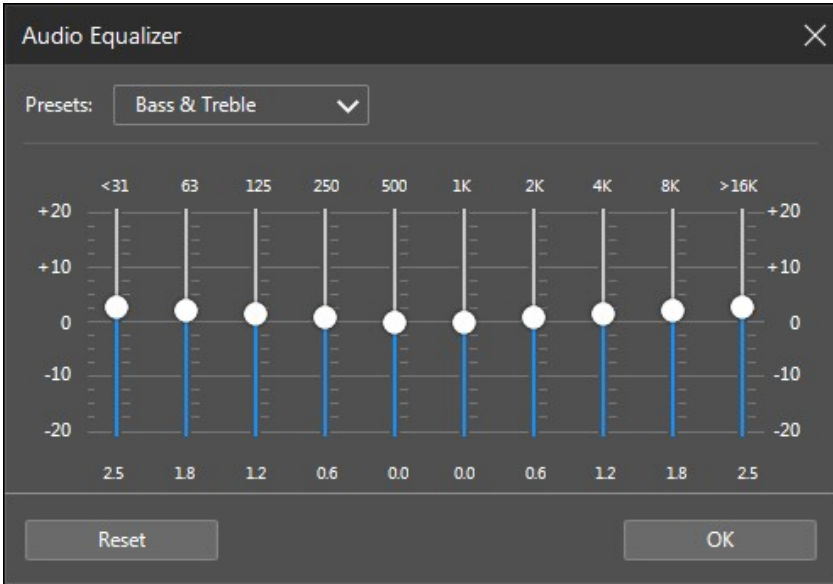 Audio Equalizer
Presets: Bass & Treble
<31 63 125 250 500 1K 2K 4K 8K >16K
+20 +20
+10 +10
0 0
-10 -10
-20 -20
2.5 1.8 1.2 0.6 0.0 0.0 0.6 1.2 1.8 2.5
Reset OK